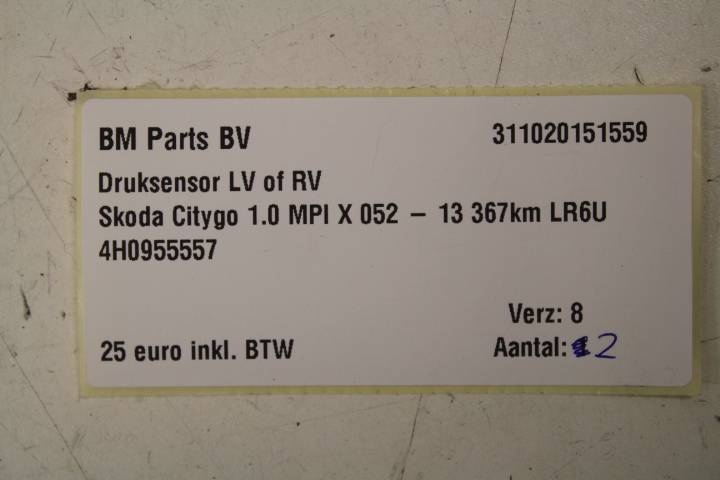 BM Parts BV 311020151559
Druksensor LV of RV
Skoda Citygo 1.0 MPI X 052 – 13 367km LR6U
4H0955557
Verz: 8
25 euro inkl. BTW Aantal: 2